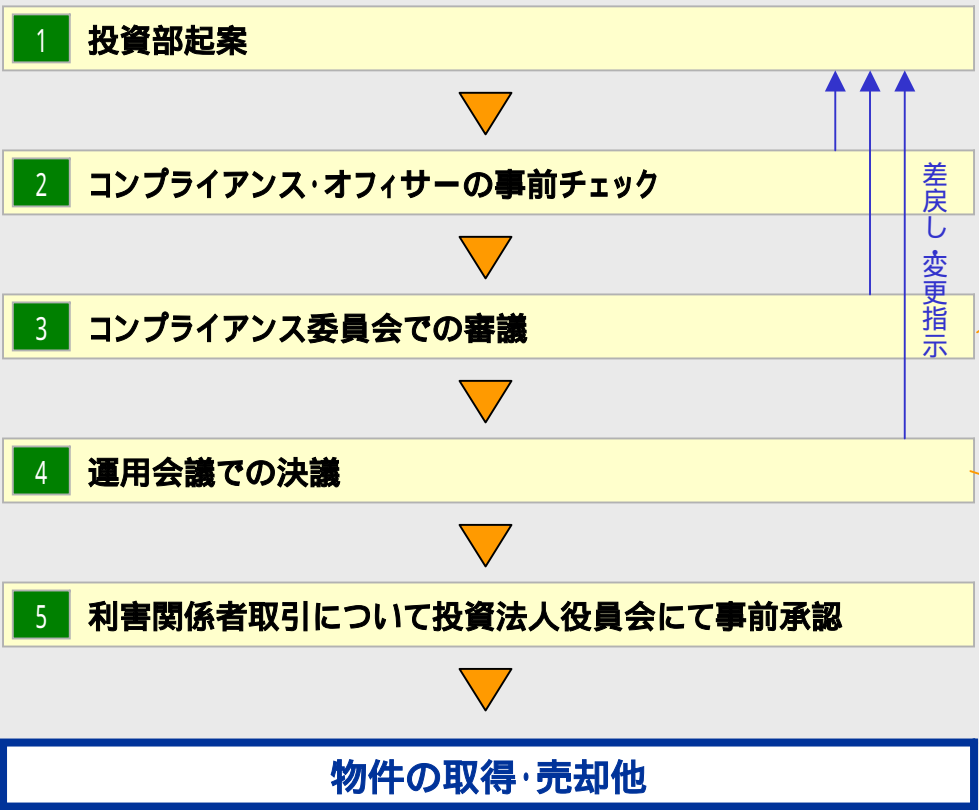 1 投資部起案
2 コンプライアンス・オフィサーの事前チェック
差戻し・変更指示
3 コンプライアンス委員会での審議
4 運用会議での決議
5 利害関係者取引について投資法人役員会にて事前承認
物件の取得・売却他